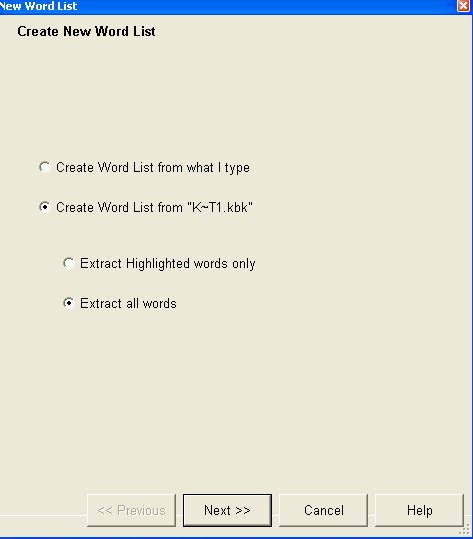 New Word List
Create New Word List
Create Word List from what I type
Create Word List from "K~T1.kbk"
Extract Highlighted words only
Extract all words
<< Previous
Next >>
Cancel
Help